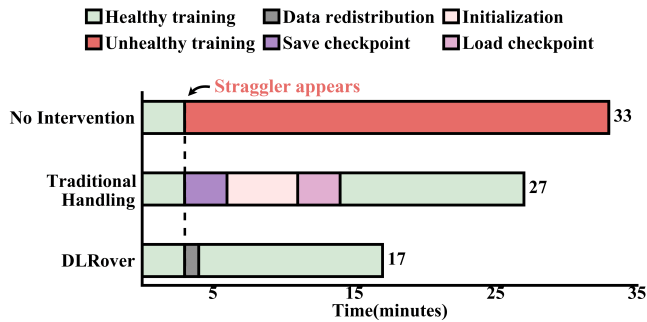 Healthy training
Data redistribution
Initialization
Unhealthy training
Save checkpoint
Load checkpoint
Straggler appears
No Intervention
33
Traditional
Handling
27
DLRover
17
5
15
25
35
Time(minutes)